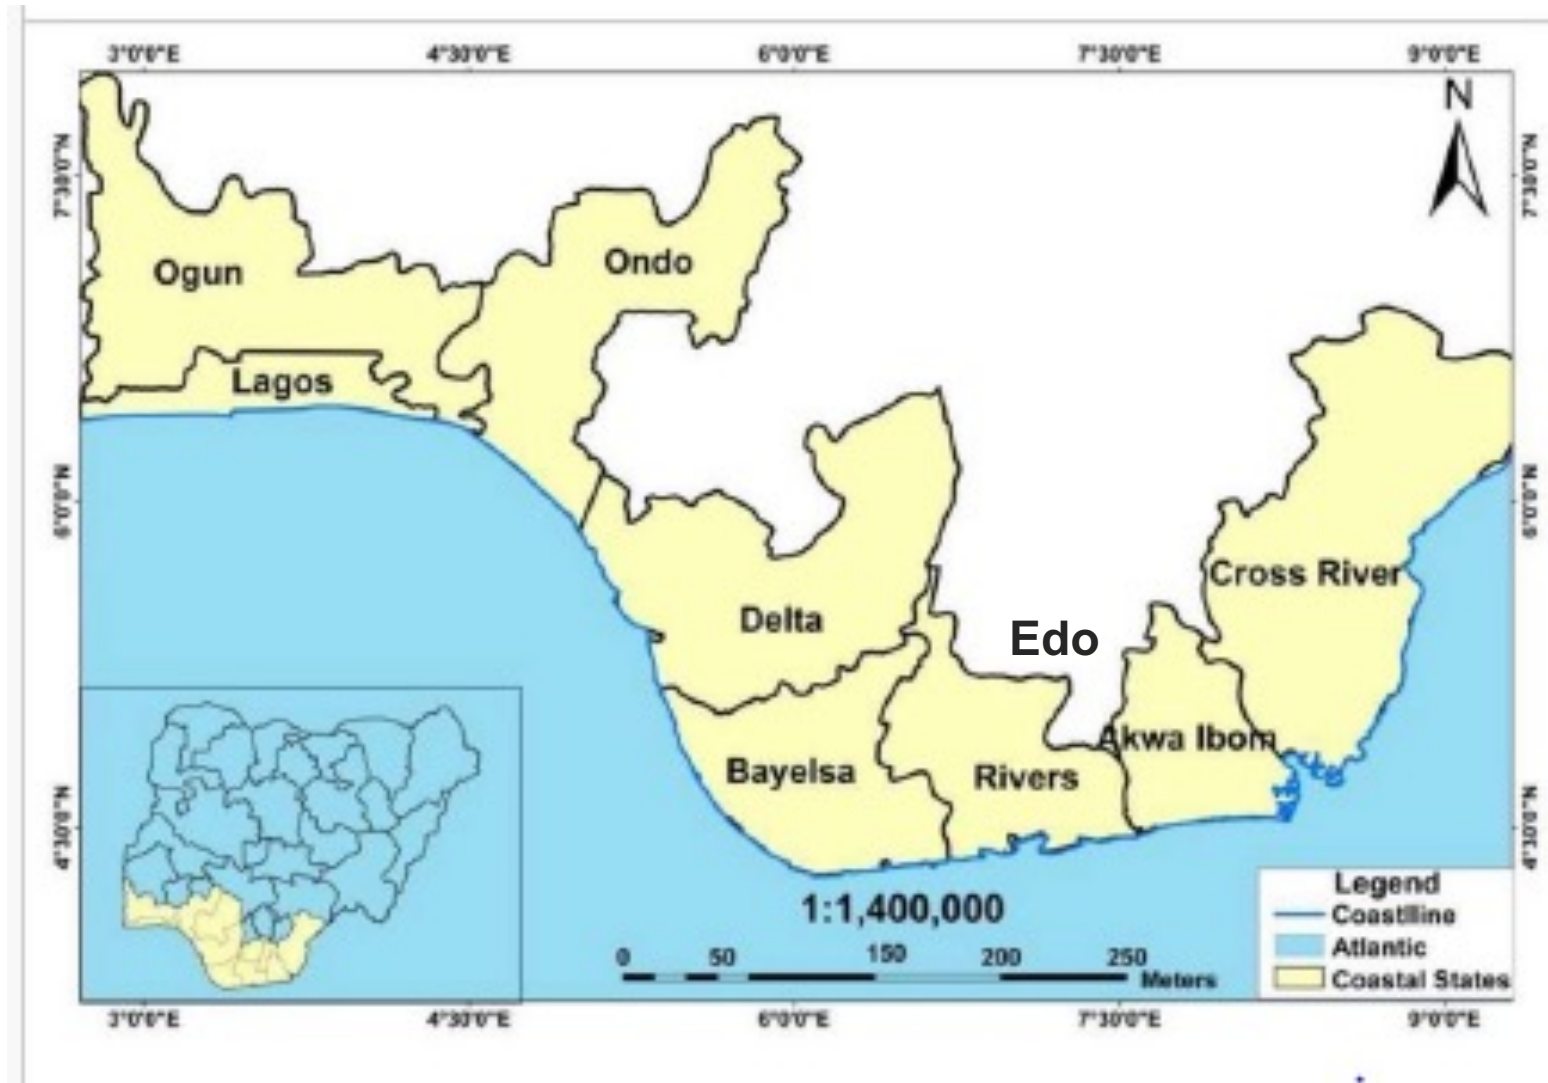 3°0'0"E 4°30'0"E 6°0'0"E 7°30'0"E 9°0'0"E
N
7°30'0"N 7°30'0"N
Ogun
Ondo
Lagos
6°0'0"N 6°0'0"N
Cross River
Delta
Edo
Akwa Ibom
Bayelsa
Rivers
4°30'0"N 4°30'0"N
1:1,400,000
0 50 150 200 250
Meters
Legend
Coastlline
Atlantic
Coastal States
3°0'0"E 4°30'0"E 6°0'0"E 7°30'0"E 9°0'0"E